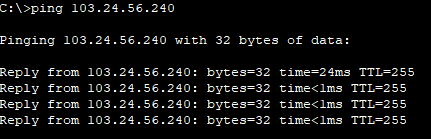 C:\>ping 103.24.56.240
Pinging 103.24.56.240 with 32 bytes of data:
Reply from 103.24.56.240: bytes=32 time=24ms TTL=255
Reply from 103.24.56.240: bytes=32 time<1ms TTL=255
Reply from 103.24.56.240: bytes=32 time<1ms TTL=255
Reply from 103.24.56.240: bytes=32 time<1ms TTL=255